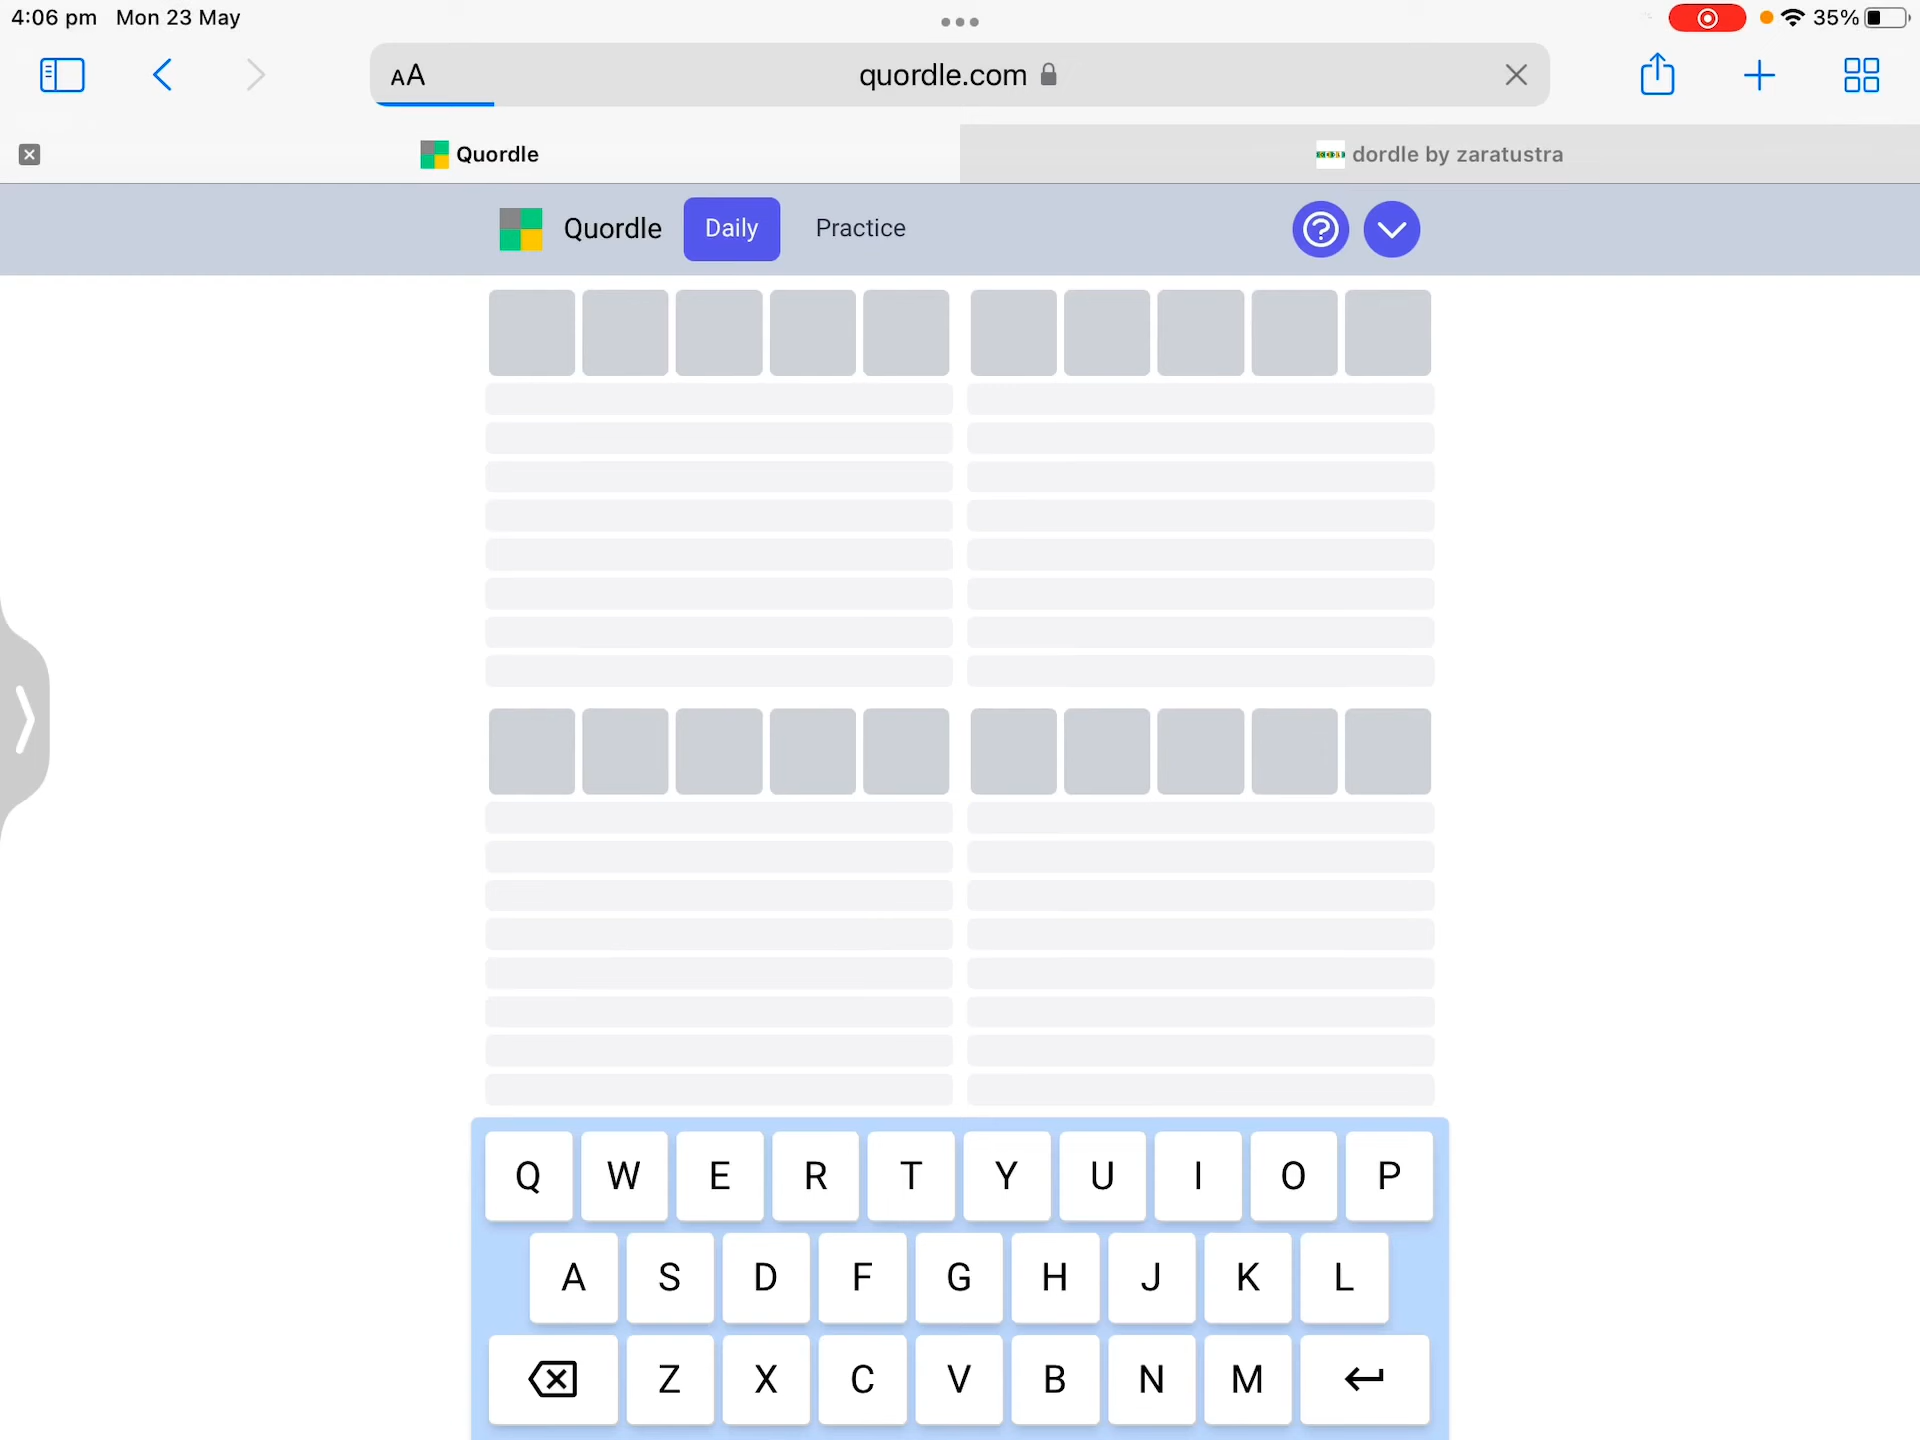 4:06 pm Mon 23 May
35%
AA quordle.com
Quordle
dordle by zaratustra
Quordle Daily Practice
Q W E R T Y U I O P
A S D F G H J K L
Z X C V B N M